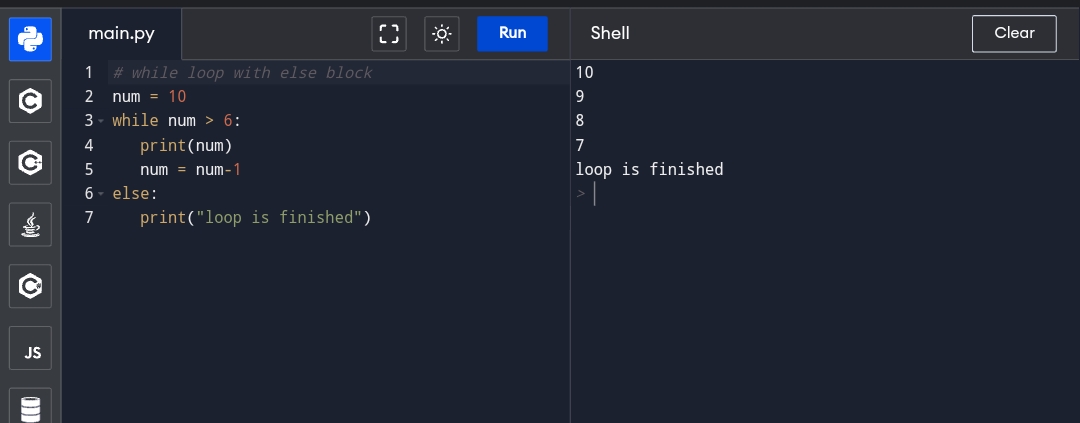 main.py
Run
Shell
Clear
1 # while loop with else block
2 num = 10
3 while num > 6:
4    print(num)
5    num = num-1
6 else:
7    print("loop is finished")
10
9
8
7
loop is finished
>
C
C
C
JS